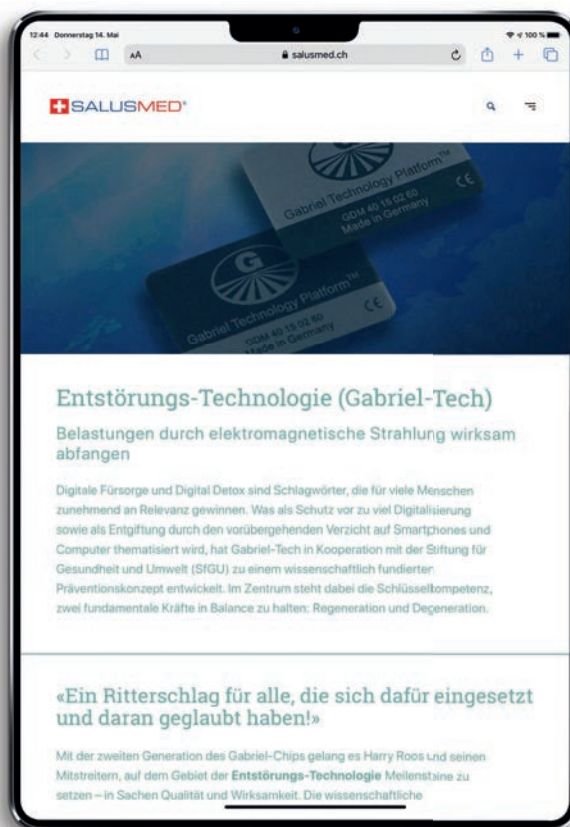 12:44 Donnerstag 14. Mai
100 %
AA
salusmed.ch
SALUSMED®
Gabriel Technology Platform™
GDM 40 15 02 60
Made in Germany
CE
G
Gabriel Technology Platform™
GDM 40 15 02 60
Made in Germany
CE
Entstörungs-Technologie (Gabriel-Tech)
Belastungen durch elektromagnetische Strahlung wirksam
abfangen
Digitale Fürsorge und Digital Detox sind Schlagwörter, die für viele Menschen
zunehmend an Relevanz gewinnen. Was als Schutz vor zu viel Digitalisierung
sowie als Entgiftung durch den vorübergehenden Verzicht auf Smartphones und
Computer thematisiert wird, hat Gabriel-Tech in Kooperation mit der Stiftung für
Gesundheit und Umwelt (SfGU) zu einem wissenschaftlich fundierten
Präventionskonzept entwickelt. Im Zentrum steht dabei die Schlüsselkompetenz,
zwei fundamentale Kräfte in Balance zu halten: Regeneration und Degeneration.
«Ein Ritterschlag für alle, die sich dafür eingesetzt
und daran geglaubt haben!»
Mit der zweiten Generation des Gabriel-Chips gelang es Harry Roos und seinen
Mitstreitern, auf dem Gebiet der Entstörungs-Technologie Meilensteine zu
setzen – in Sachen Qualität und Wirksamkeit. Die wissenschaftliche